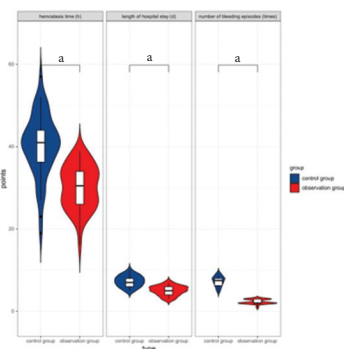 hemostasis time (h)
length of hospital stay (d)
number of bleeding episodes (times)
a
a
a
60
40
20
0
points
control group
observation group
control group
observation group
control group
observation group
group
control group
observation group